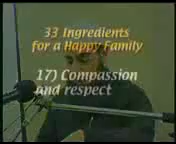 33 Ingredients
for a Happy Family
17) Compassion
and respect